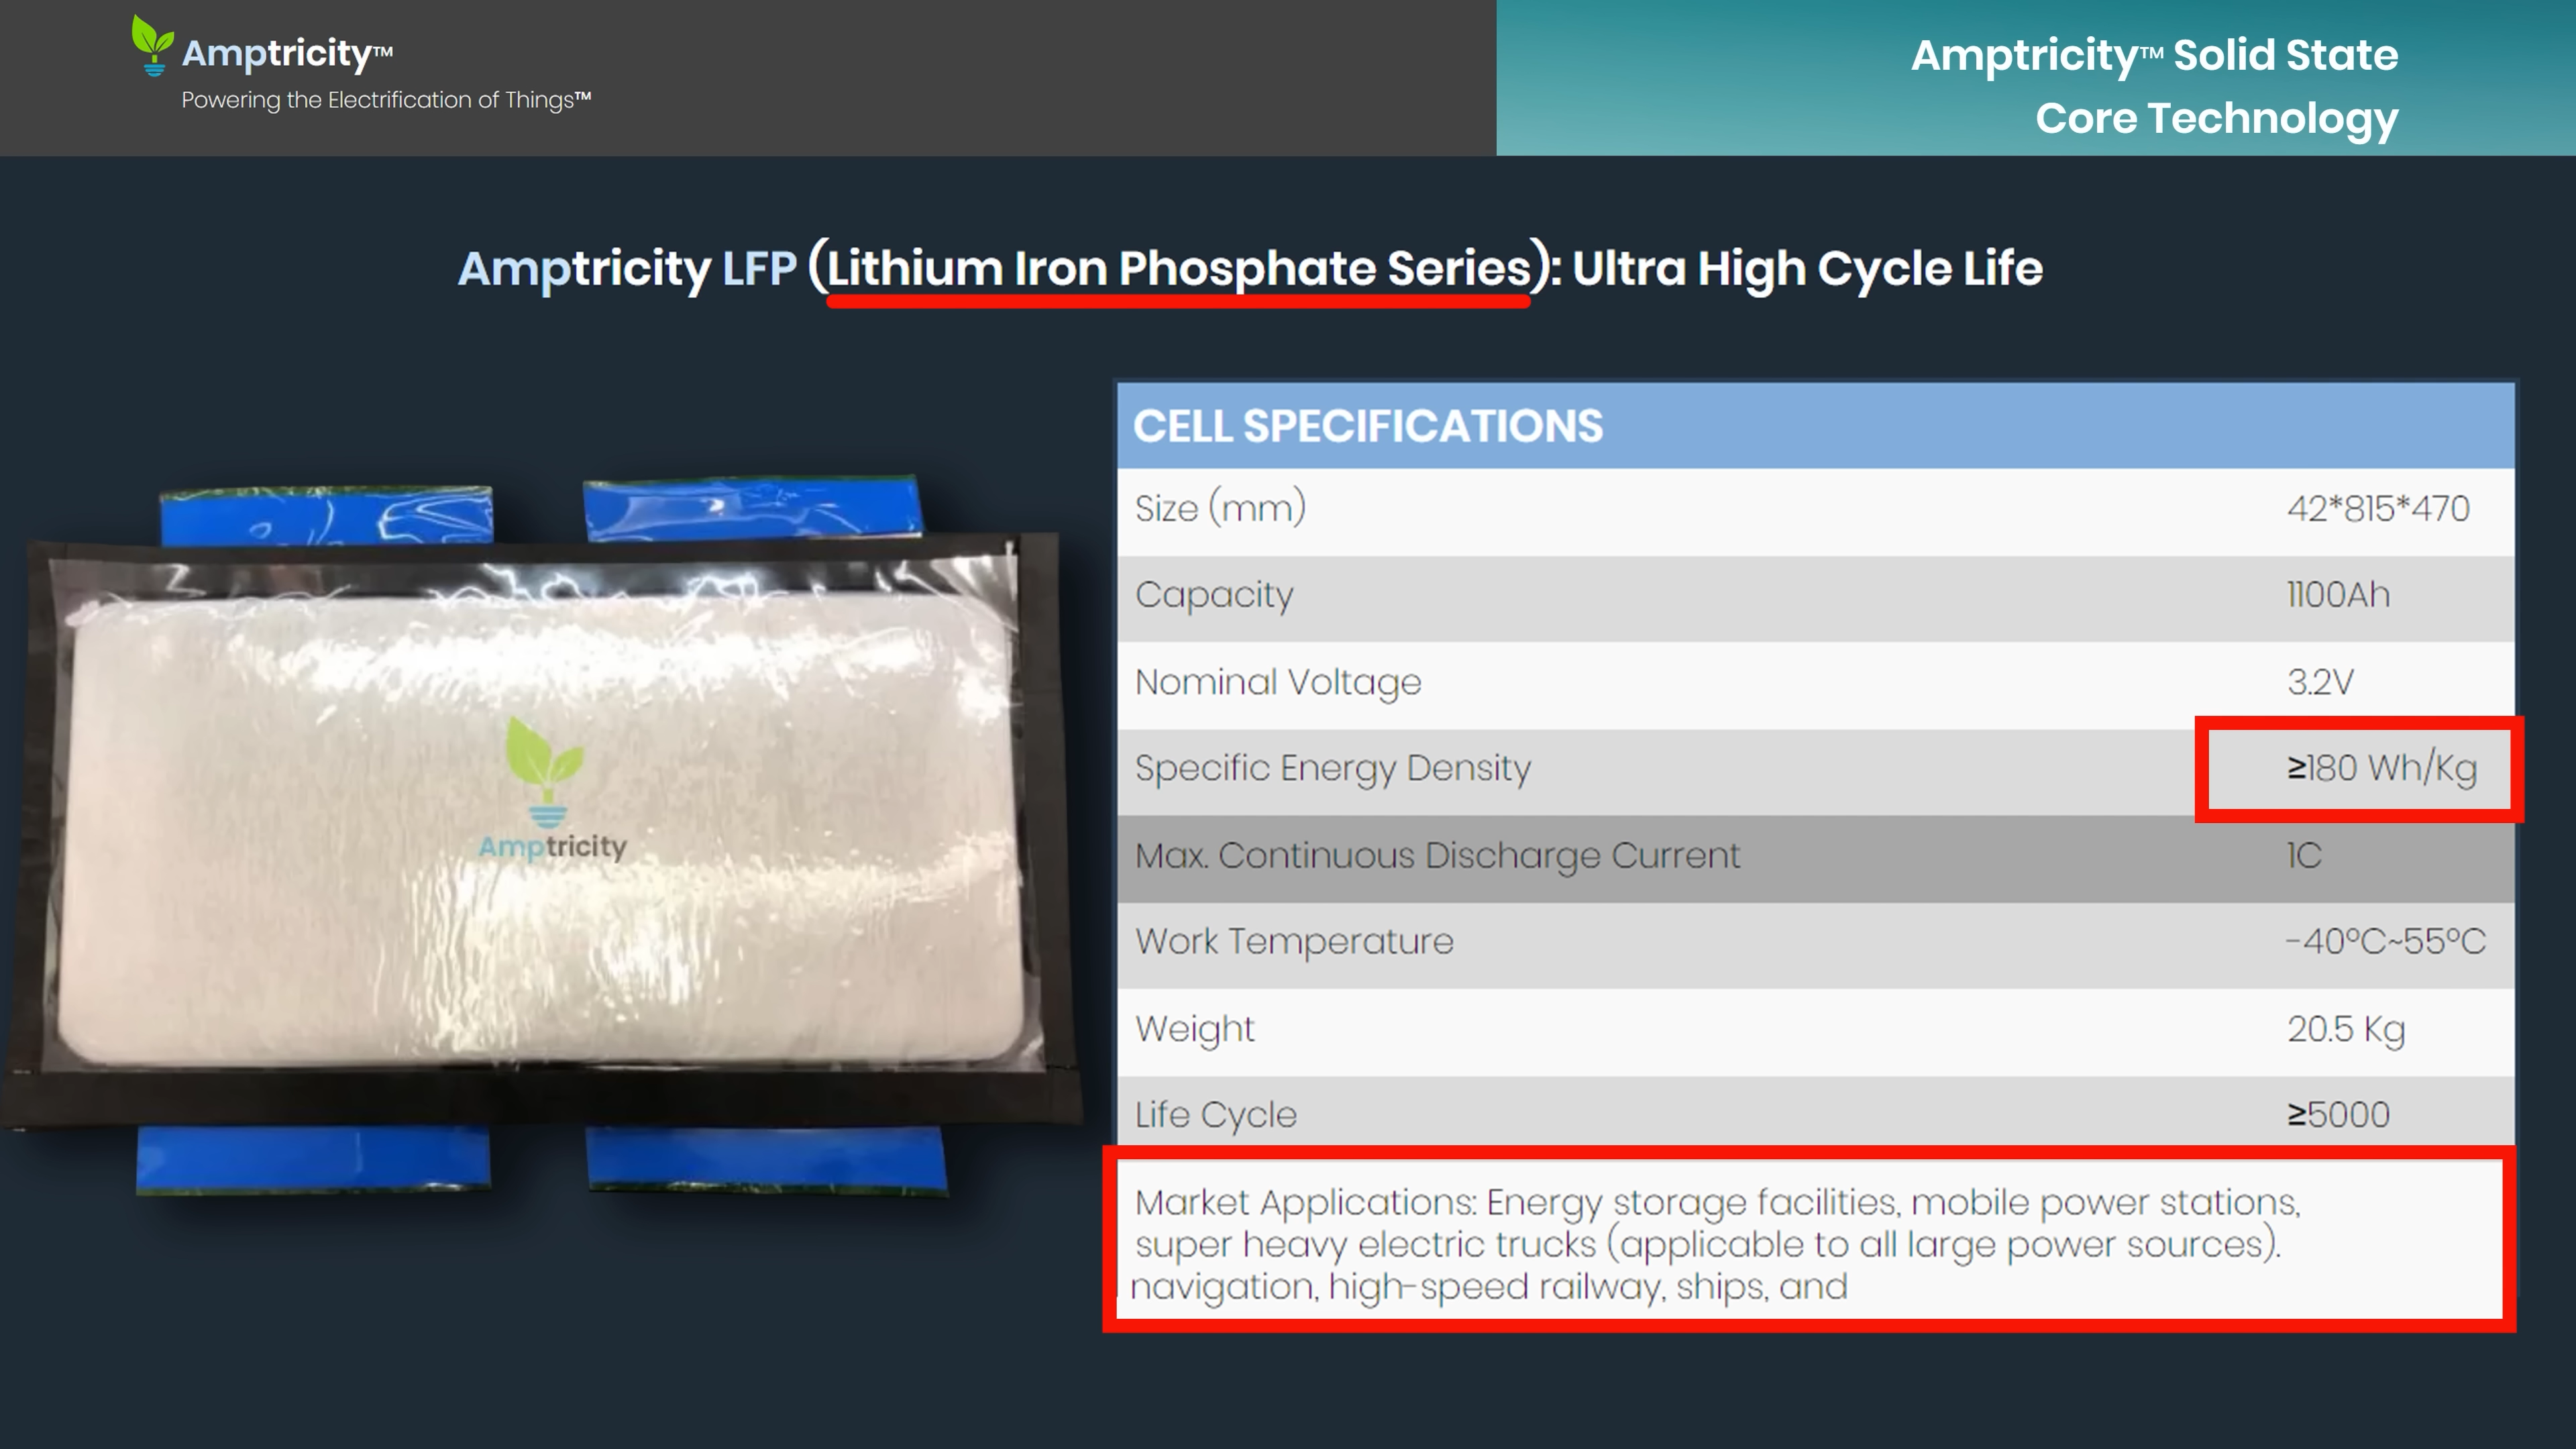 Amptricity™
Powering the Electrification of Things™
Amptricity™ Solid State
Core Technology
Amptricity LFP (Lithium Iron Phosphate Series): Ultra High Cycle Life
Amptricity
CELL SPECIFICATIONS
Size (mm) 42*815*470
Capacity 1100Ah
Nominal Voltage 3.2V
Specific Energy Density ≥180 Wh/Kg
Max. Continuous Discharge Current 1C
Work Temperature -40°C~55°C
Weight 20.5 Kg
Life Cycle ≥5000
Market Applications: Energy storage facilities, mobile power stations,
super heavy electric trucks (applicable to all large power sources).
navigation, high-speed railway, ships, and